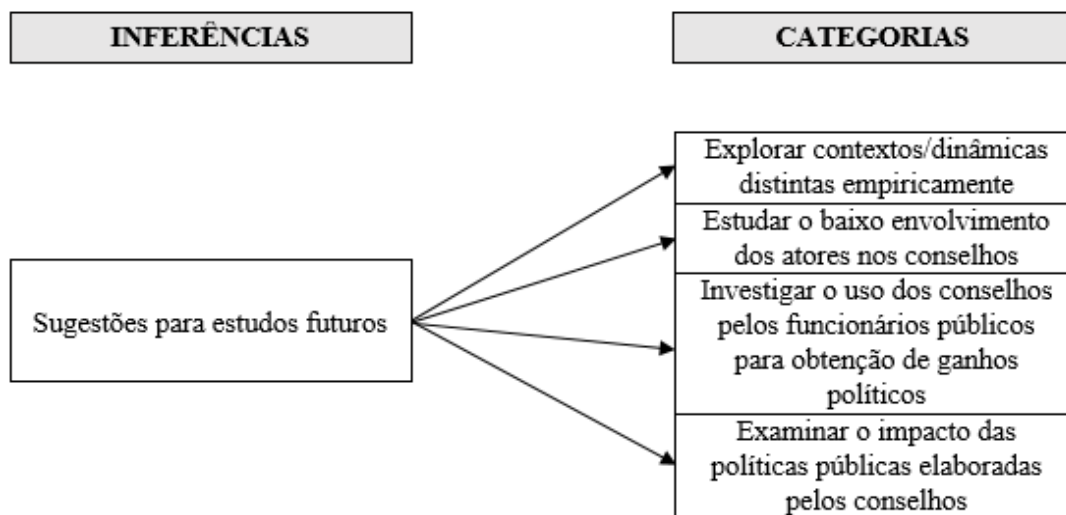 INFERÊNCIAS
CATEGORIAS
Sugestões para estudos futuros
Explorar contextos/dinâmicas
distintas empiricamente
Estudar o baixo envolvimento
dos atores nos conselhos
Investigar o uso dos conselhos
pelos funcionários públicos
para obtenção de ganhos
políticos
Examinar o impacto das
políticas públicas elaboradas
pelos conselhos